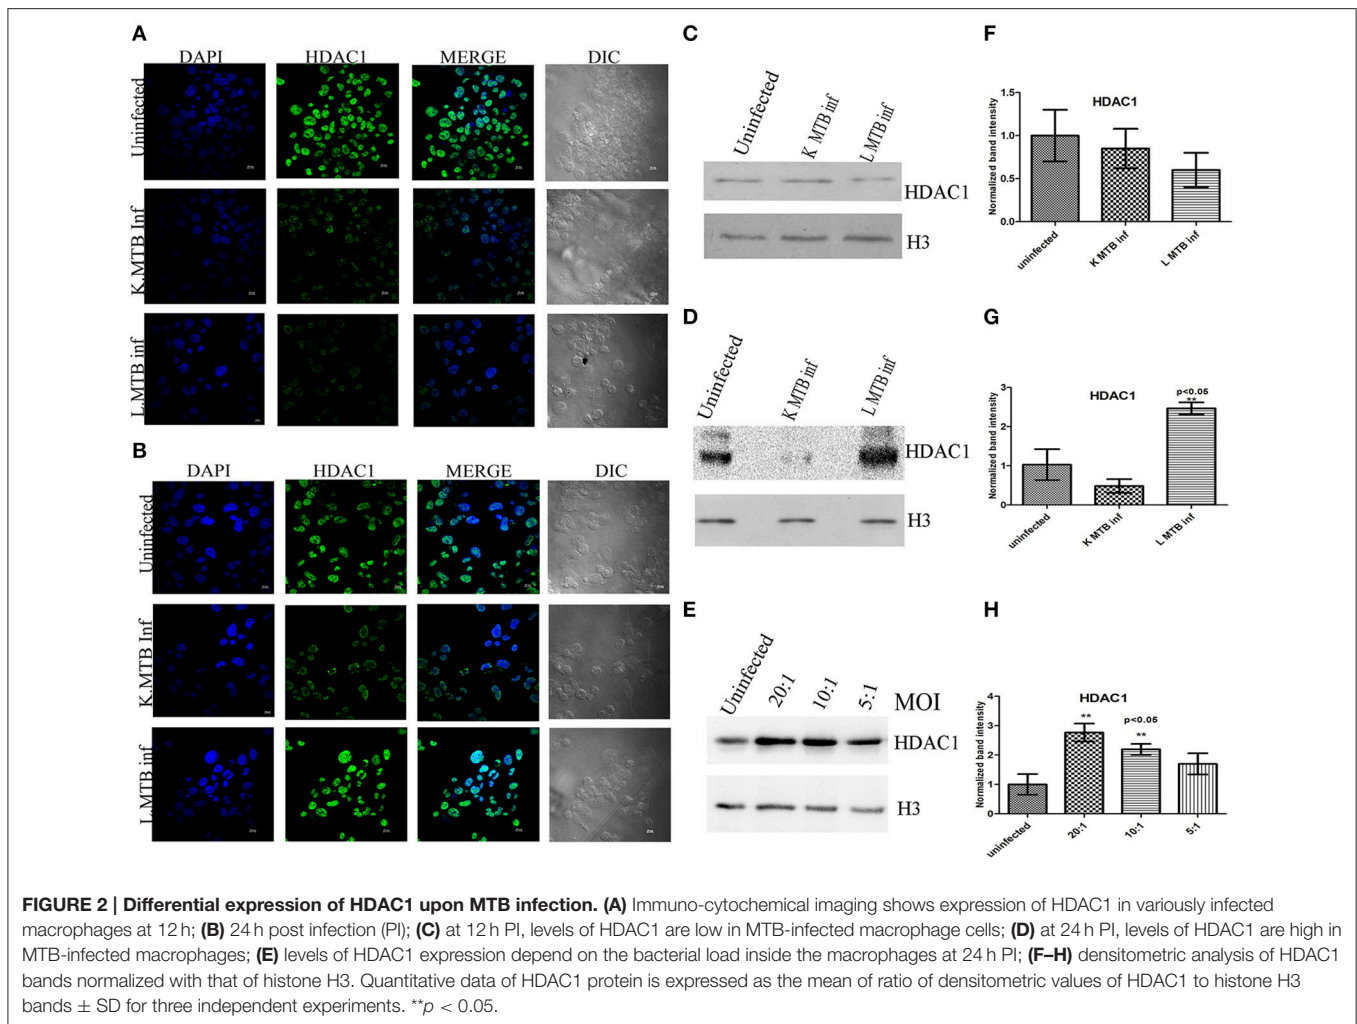 A
DAPI HDAC1 MERGE DIC
Uninfected
K.MTB Inf
L.MTB inf
B
DAPI HDAC1 MERGE DIC
Uninfected
K.MTB Inf
L.MTB inf
C
Uninfected K MTB inf L MTB inf
HDAC1
H3
D
Uninfected K MTB inf L MTB inf
HDAC1
H3
E
Uninfected 20:1 10:1 5:1 MOI
HDAC1
H3
F
HDAC1
Normalized band intensity
1.5
1.0
0.5
0.0
uninfected K MTB inf L MTB inf
G
HDAC1
p<0.05
**
Normalized band intensity
3
2
1
0
uninfected K MTB inf L MTB inf
H
HDAC1
**
p<0.05
**
Normalized band intensity
4
3
2
1
0
uninfected 20:1 10:1 5:1
FIGURE 2 | Differential expression of HDAC1 upon MTB infection. (A) Immuno-cytochemical imaging shows expression of HDAC1 in variously infected
macrophages at 12 h; (B) 24 h post infection (PI); (C) at 12 h PI, levels of HDAC1 are low in MTB-infected macrophage cells; (D) at 24 h PI, levels of HDAC1 are high in
MTB-infected macrophages; (E) levels of HDAC1 expression depend on the bacterial load inside the macrophages at 24 h PI; (F–H) densitometric analysis of HDAC1
bands normalized with that of histone H3. Quantitative data of HDAC1 protein is expressed as the mean of ratio of densitometric values of HDAC1 to histone H3
bands ± SD for three independent experiments. **p < 0.05.